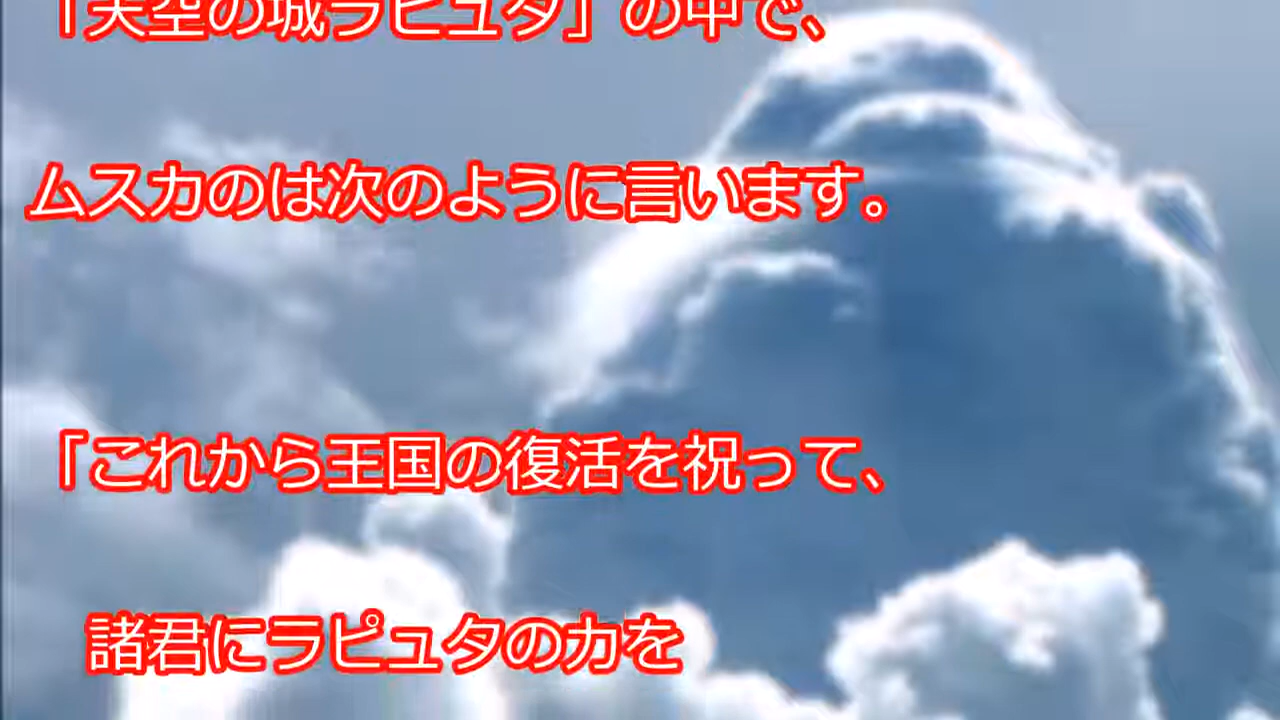 「天空の城ラピュタ」の中で、
ムスカのは次のように言います。
「これから王国の復活を祝って、
諸君にラピュタの力を